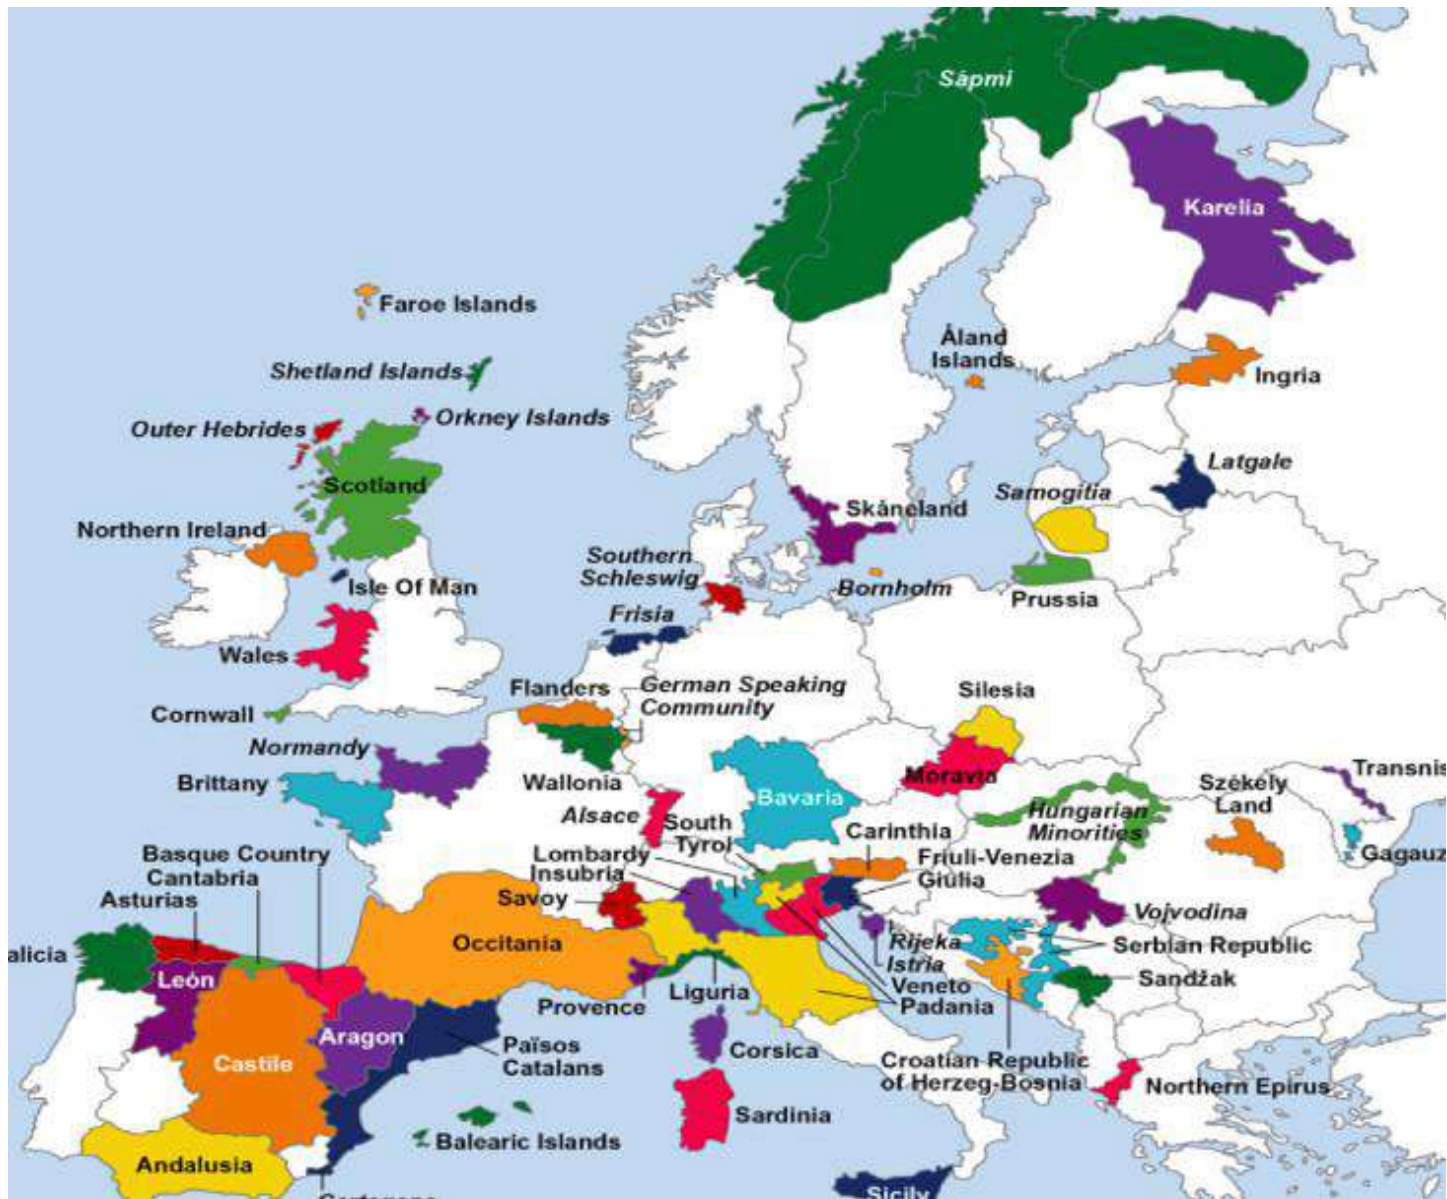 Sápmi
Karelia
Faroe Islands
Åland
Islands
Shetland Islands
Ingria
Orkney Islands
Outer Hebrides
Latgale
Scotland
Samogitia
Skåneland
Northern Ireland
Southern
Schleswig
Isle Of Man
Bornholm
Prussia
Frisia
Wales
Flanders
German Speaking
Community
Silesia
Cornwall
Normandy
Brittany
Wallonia
Moravia
Transnis
Bavaria
Székely
Land
Alsace
South
Tyrol
Hungarian
Minorities
Carinthia
Gagauz
Basque Country
Cantabria
Asturias
Lombardy
Insubria
Friuli-Venezia
Giulia
Savoy
Vojvodina
alicia
Occitania
Rijeka
Istria
Serbian Republic
León
Sandžak
Veneto
Padania
Liguria
Provence
Aragon
Castile
Països
Catalans
Corsica
Croatian Republic
of Herzeg-Bosnia
Northern Epirus
Sardinia
Balearic Islands
Andalusia
Sicily